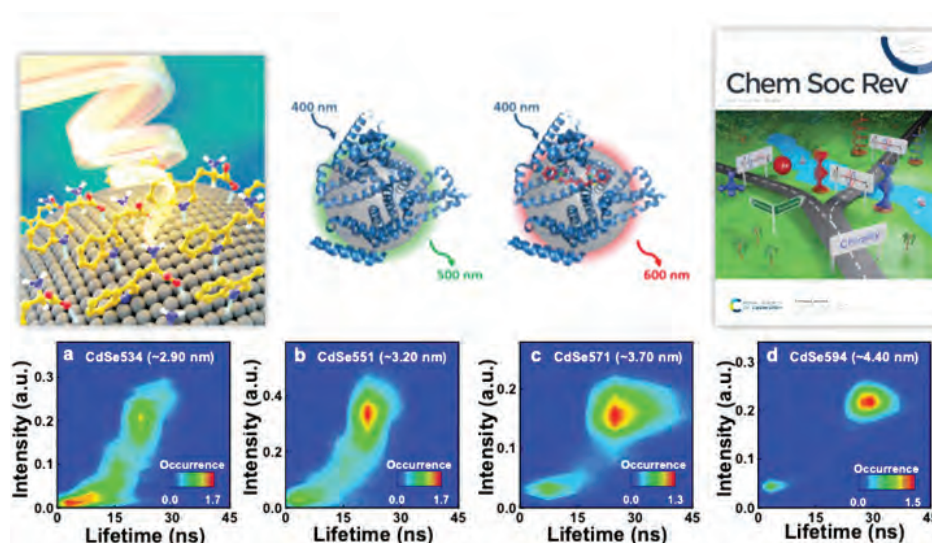 Chem Soc Rev
400 nm
500 nm
400 nm
600 nm
Chirality
a CdSe534 (~2.90 nm)
Intensity (a.u.)
0.3
0.2
0.1
0.0
Occurrence
0.0 1.7
0 15 30 45
Lifetime (ns)
b CdSe551 (~3.20 nm)
Intensity (a.u.)
0.4
0.2
0.0
Occurrence
0.0 1.7
0 15 30 45
Lifetime (ns)
c CdSe571 (~3.70 nm)
Intensity (a.u.)
0.2
0.1
0.0
Occurrence
0.0 1.3
0 15 30 45
Lifetime (ns)
d CdSe594 (~4.40 nm)
Intensity (a.u.)
0.3
0.2
0.1
0.0
Occurrence
0.0 1.5
0 15 30 45
Lifetime (ns)